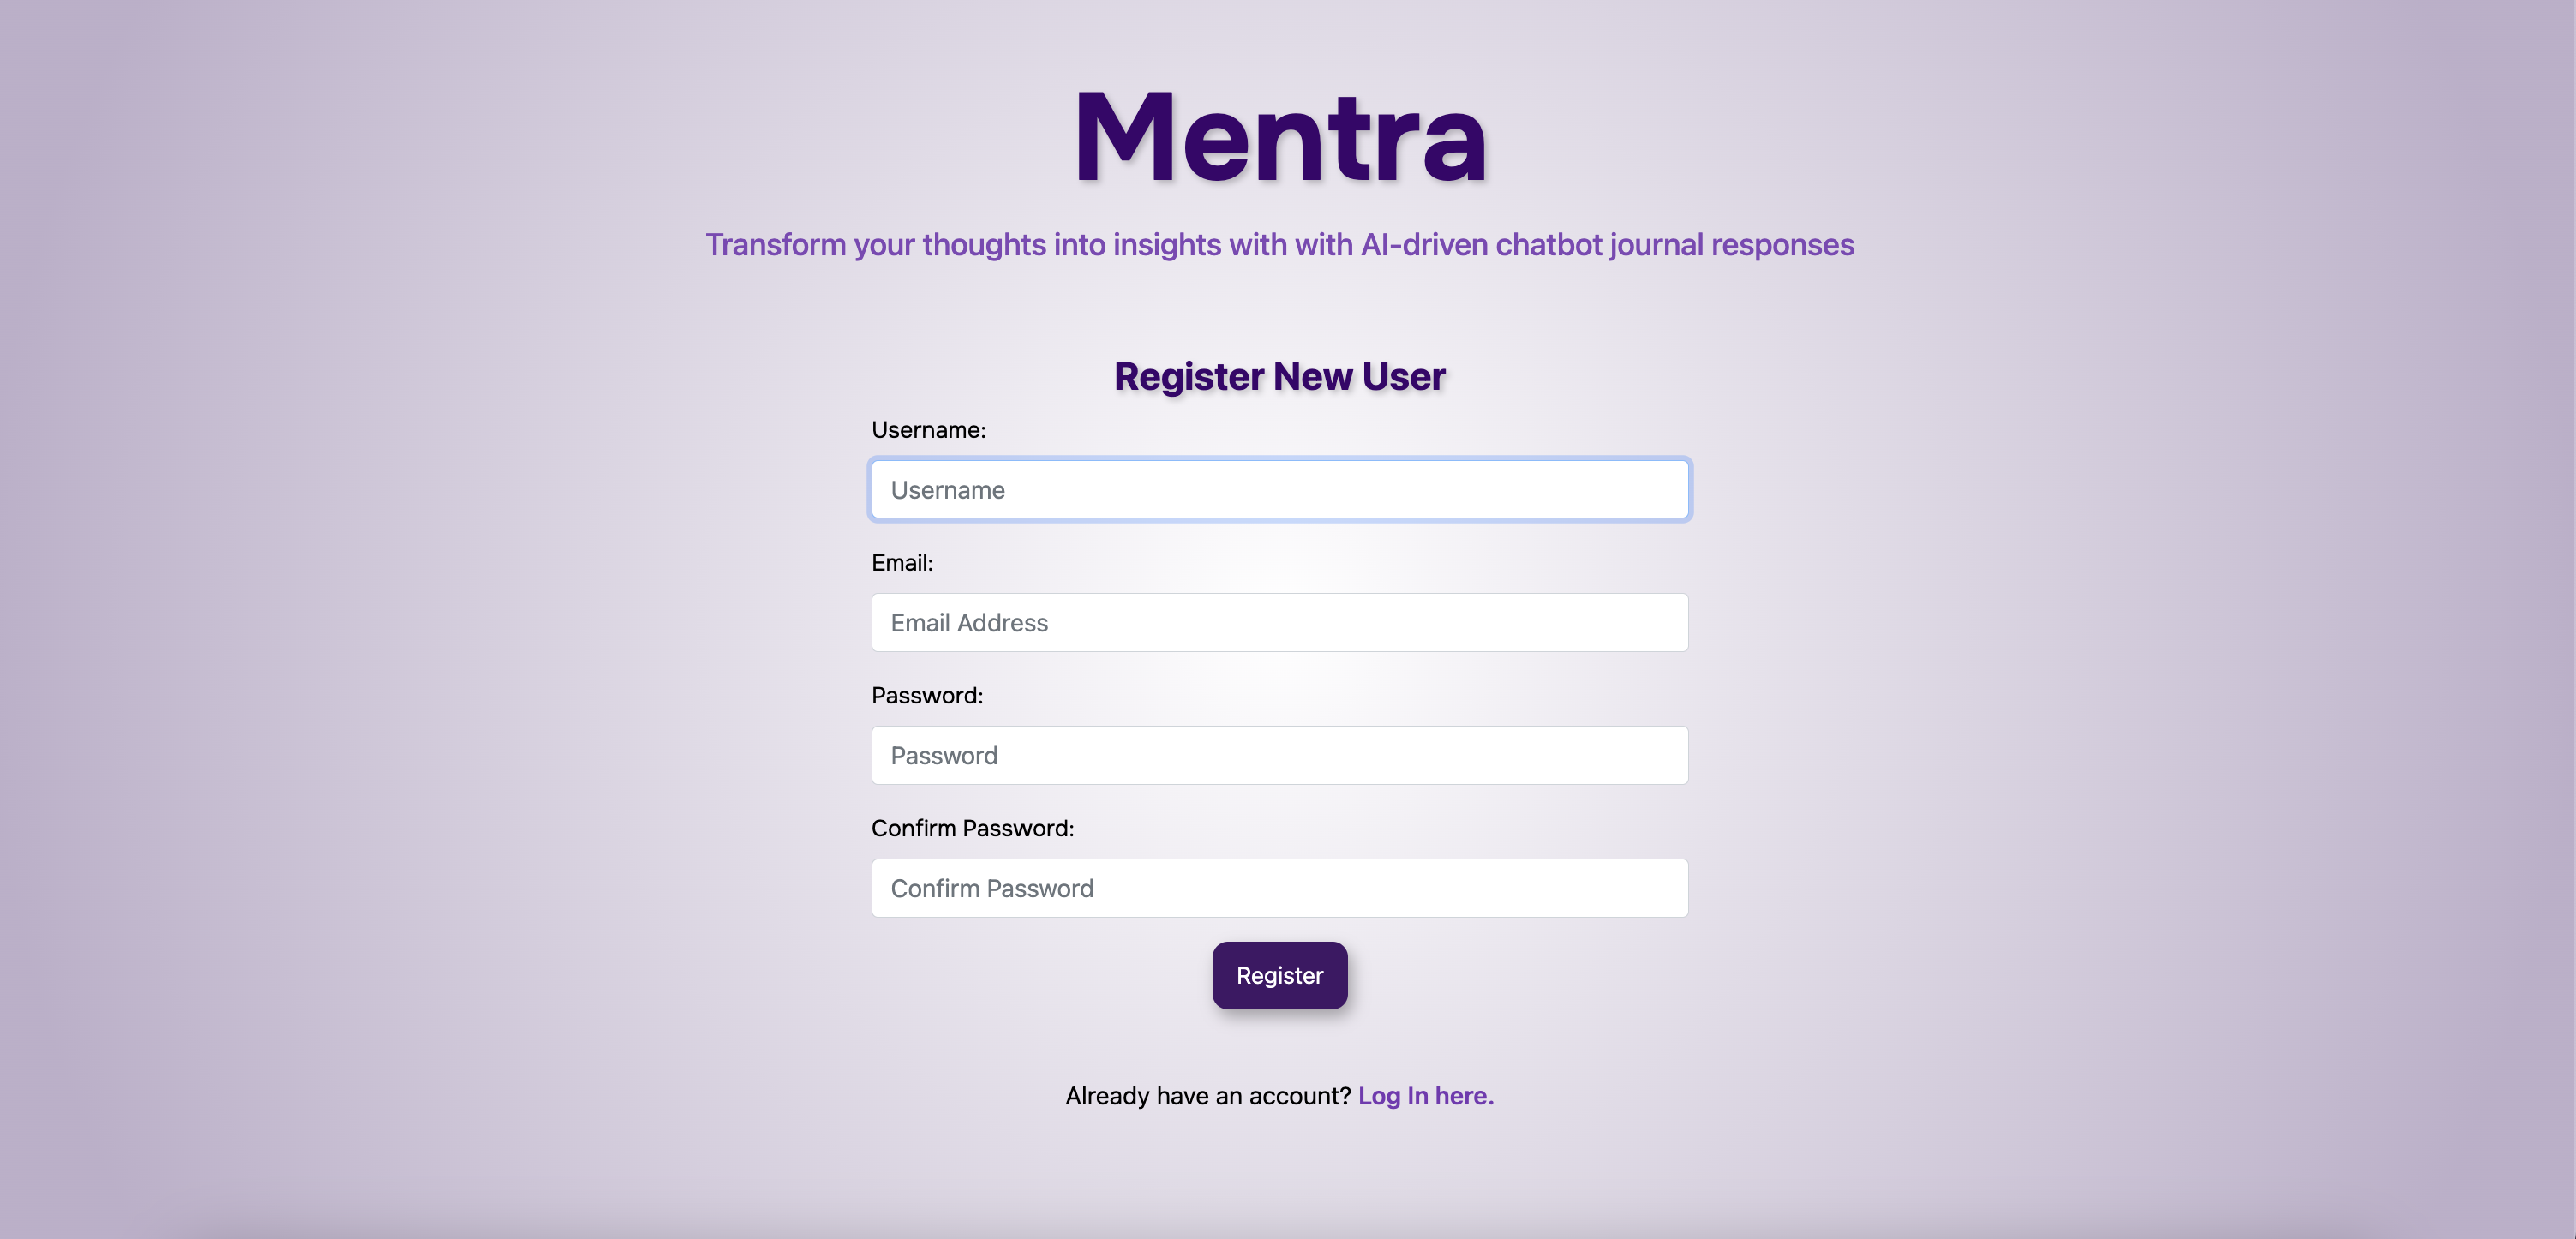 Mentra
Transform your thoughts into insights with with AI-driven chatbot journal responses
Register New User
Username:
Username
Email:
Email Address
Password:
Password
Confirm Password:
Confirm Password
Register
Already have an account? Log In here.